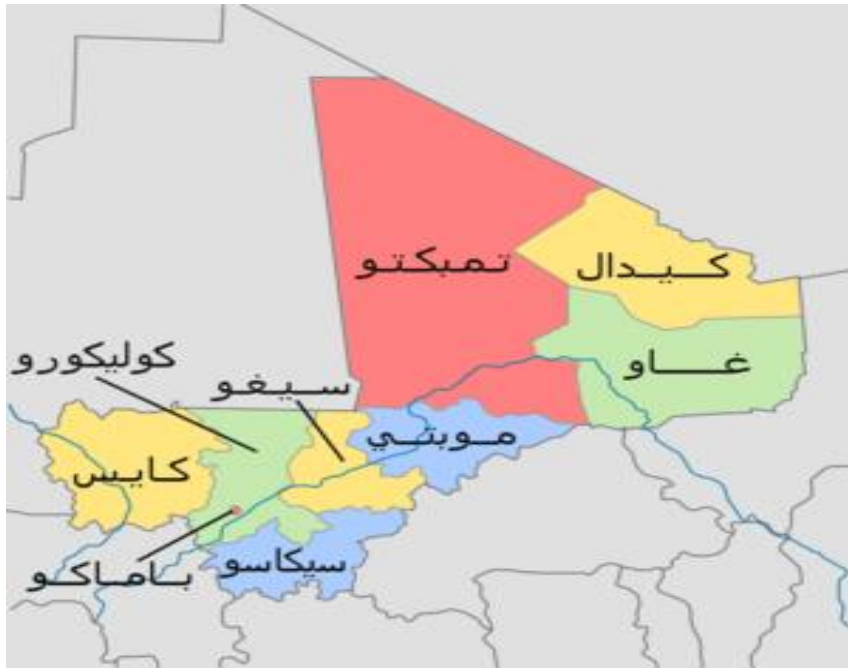 تمبكتو
كيدال
غاو
كوليكورو
سيغو
موبتي
كايس
سيكاسو
باماكو